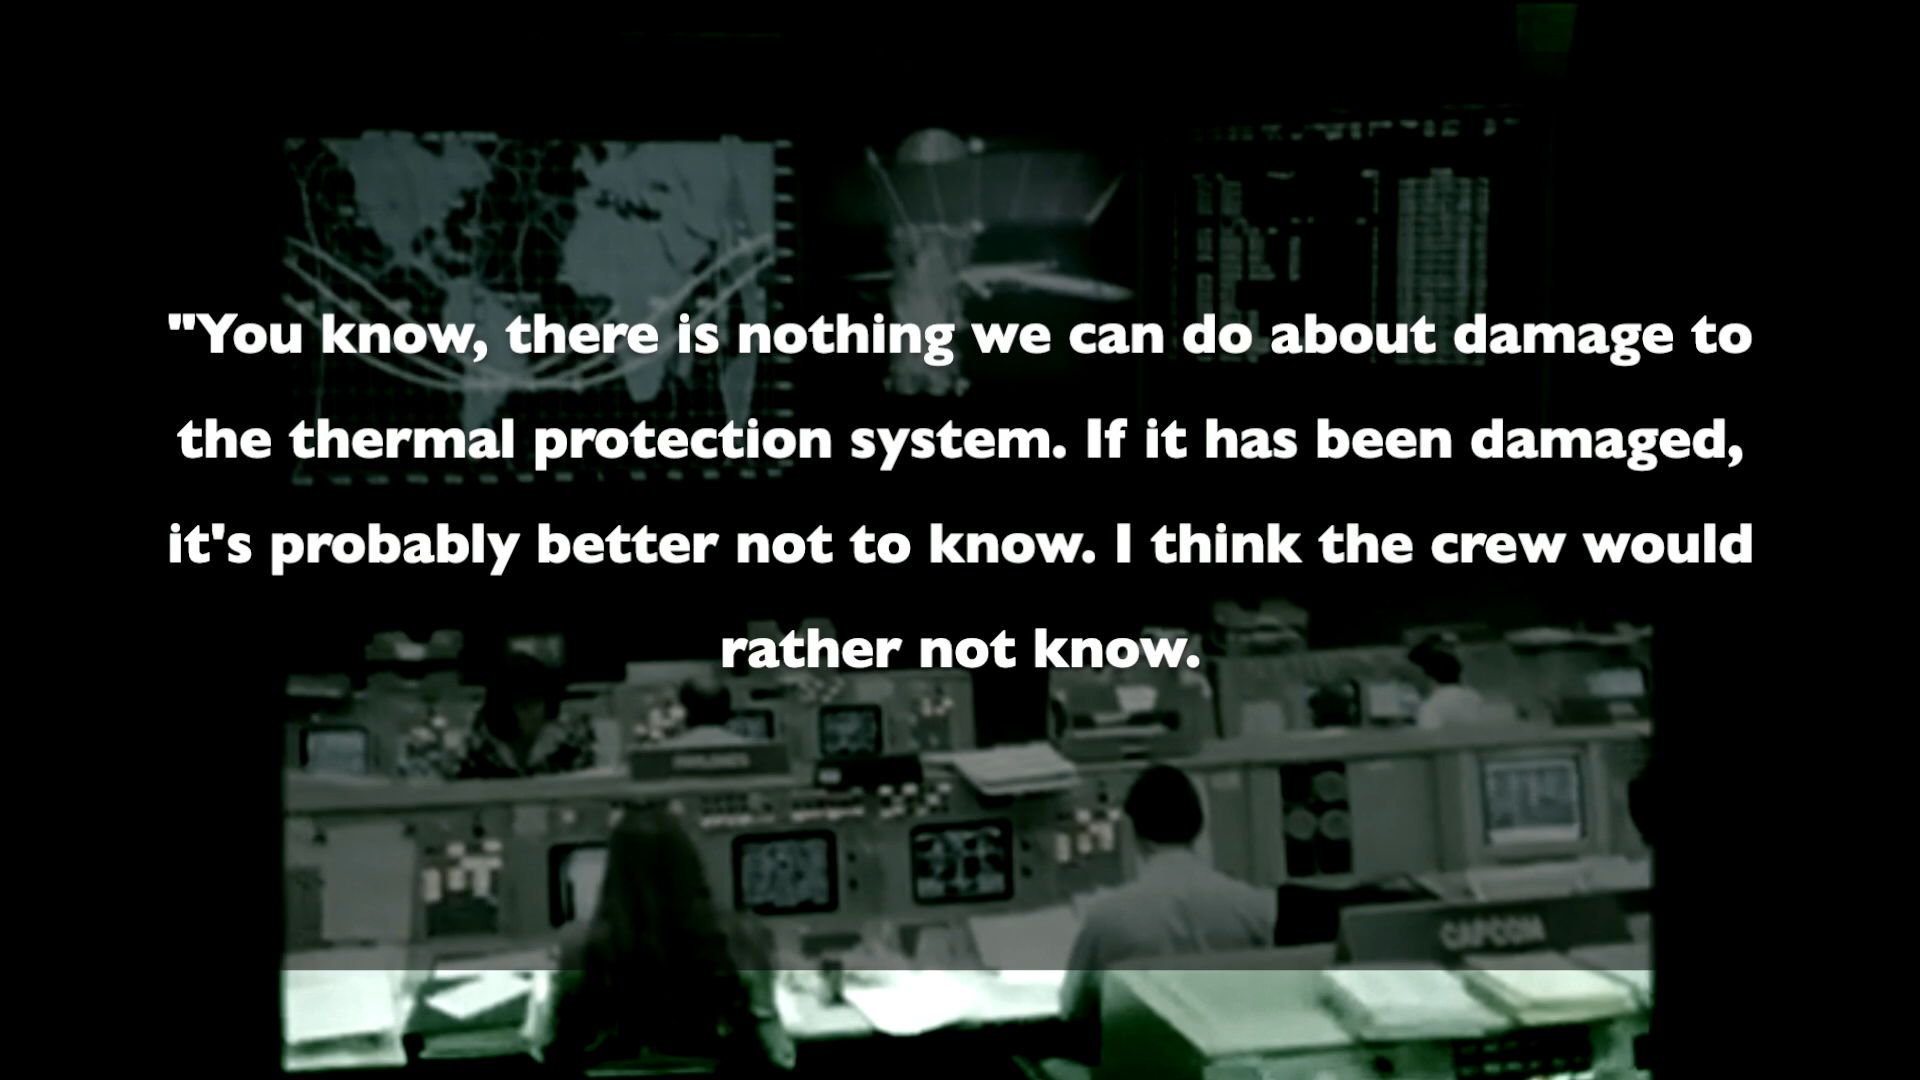 "You know, there is nothing we can do about damage to
the thermal protection system. If it has been damaged,
it's probably better not to know. I think the crew would
rather not know.
CAPCOM